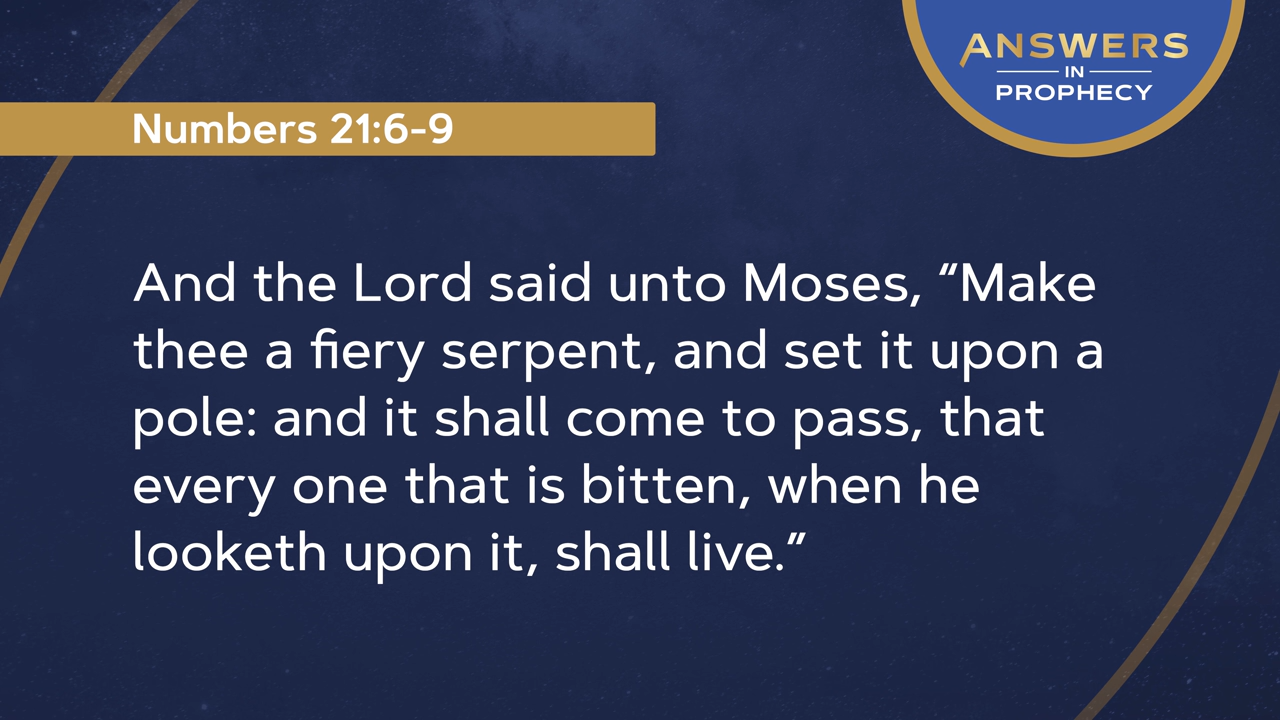 ANSWERS
IN
PROPHECY
Numbers 21:6-9
And the Lord said unto Moses, “Make
thee a fiery serpent, and set it upon a
pole: and it shall come to pass, that
every one that is bitten, when he
looketh upon it, shall live.”